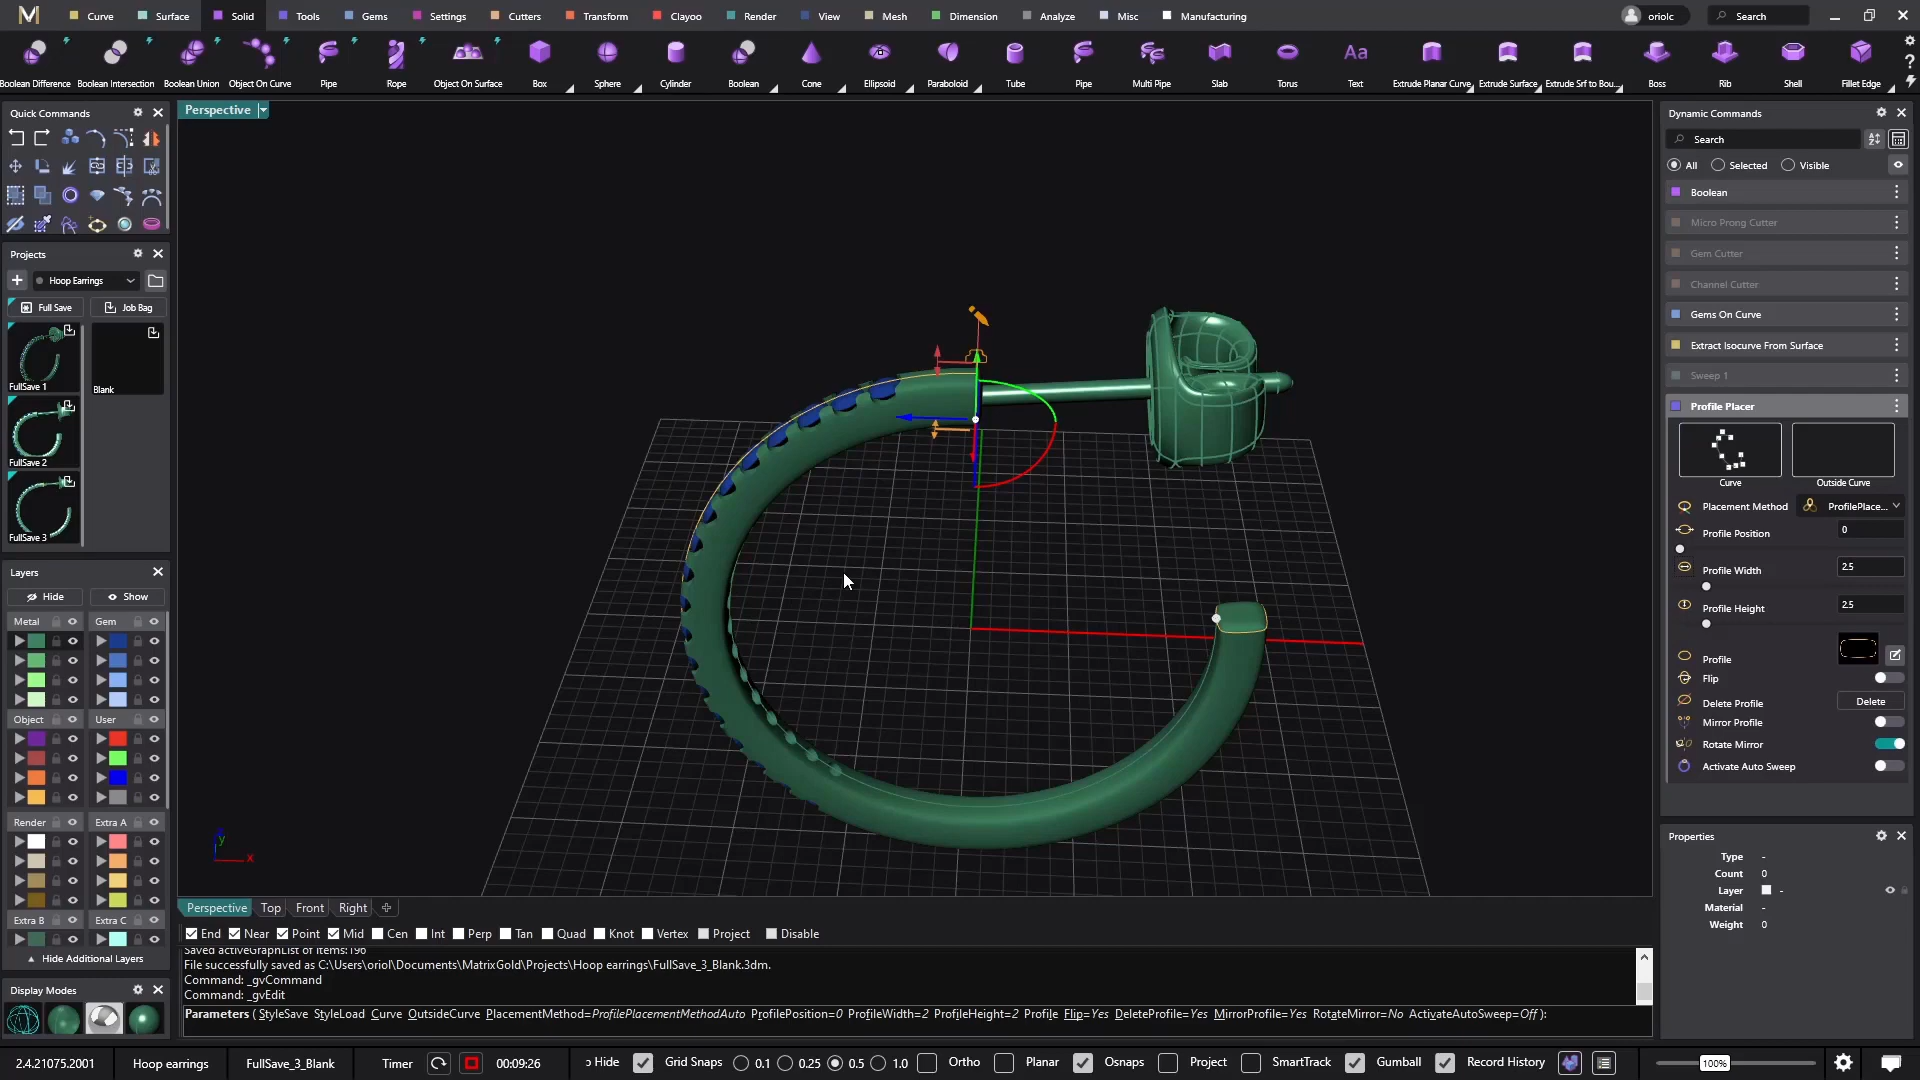 Curve Surface Solid Tools Gems Settings Cutters Transform Clayoo Render View Mesh Dimension Analyze Misc Manufacturing oriolc Search
Boolean Difference Boolean Intersection Boolean Union Object On Curve Pipe Rope Object On Surface Box Sphere Cylinder Boolean Cone Ellipsoid Paraboloid Tube Pipe Multi Pipe Slab Torus Text Extrude Planar Curve Extrude Surface Extrude Srf to Bou... Boss Rib Shell Fillet Edge
Quick Commands
Projects
Hoop Earrings
Full Save Job Bag
FullSave 1 Blank
FullSave 2
FullSave 3
Layers
Hide Show
Metal Gem
Object User
Render Extra A
Extra B Extra C
Hide Additional Layers
Display Modes
Perspective
y
x
Perspective Top Front Right
End Near Point Mid Cen Int Perp Tan Quad Knot Vertex Project Disable
Saved activeGraphList of items:196
File successfully saved as C:\Users\oriol\Documents\MatrixGold\Projects\Hoop earrings\FullSave_3_Blank.3dm.
Command: _gvCommand
Command: _gvEdit
Parameters ( StyleSave StyleLoad Curve OutsideCurve PlacementMethod=ProfilePlacementMethodAuto ProfilePosition=0 ProfileWidth=2 ProfileHeight=2 Profile Flip=Yes DeleteProfile=Yes MirrorProfile=Yes RotateMirror=No ActivateAutoSweep=Off ):
Dynamic Commands
Search
All Selected Visible
Boolean
Micro Prong Cutter
Gem Cutter
Channel Cutter
Gems On Curve
Extract Isocurve From Surface
Sweep 1
Profile Placer
Curve Outside Curve
Placement Method ProfilePlace...
Profile Position 0
Profile Width 2.5
Profile Height 2.5
Profile
Flip
Delete Profile Delete
Mirror Profile
Rotate Mirror
Activate Auto Sweep
Properties
Type -
Count 0
Layer -
Material -
Weight 0
2.4.21075.2001 Hoop earrings FullSave_3_Blank Timer 00:09:26 Hide Grid Snaps 0.1 0.25 0.5 1.0 Ortho Planar Osnaps Project SmartTrack Gumball Record History 100%